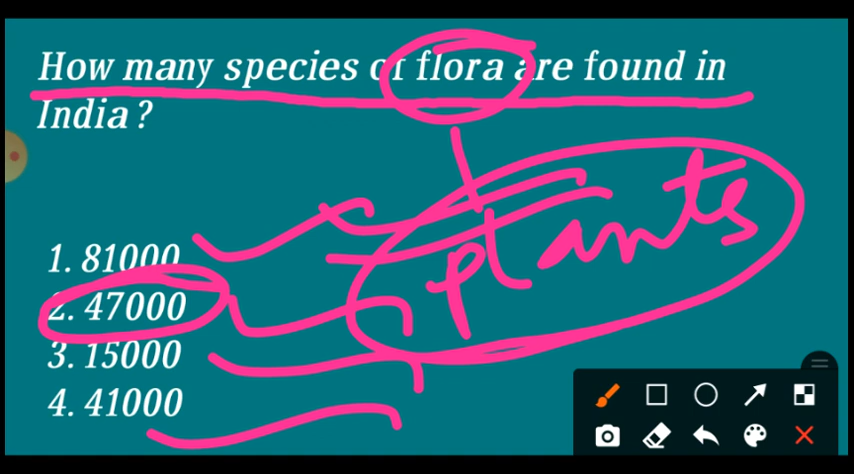 How many species of flora are found in
India?
plants
1. 81000
2. 47000
3. 15000
4. 41000